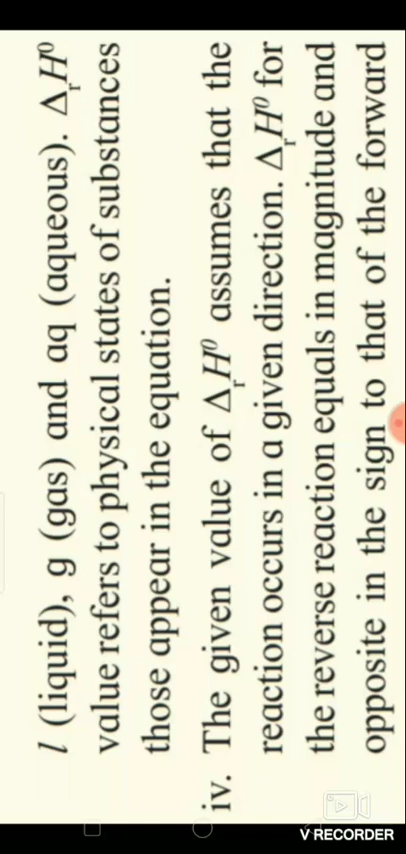 l (liquid), g (gas) and aq (aqueous). ΔᵣH⁰
value refers to physical states of substances
those appear in the equation.
iv. The given value of ΔᵣH⁰ assumes that the
reaction occurs in a given direction. ΔᵣH⁰ for
the reverse reaction equals in magnitude and
opposite in the sign to that of the forward
V RECORDER